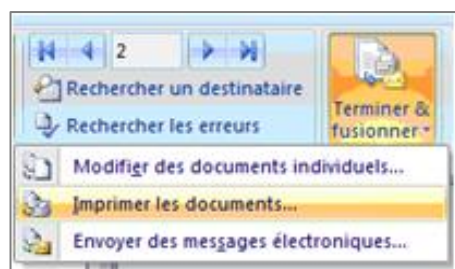 2
Rechercher un destinataire
Rechercher les erreurs
Terminer &
fusionner
Modifier des documents individuels...
Imprimer les documents...
Envoyer des messages électroniques...